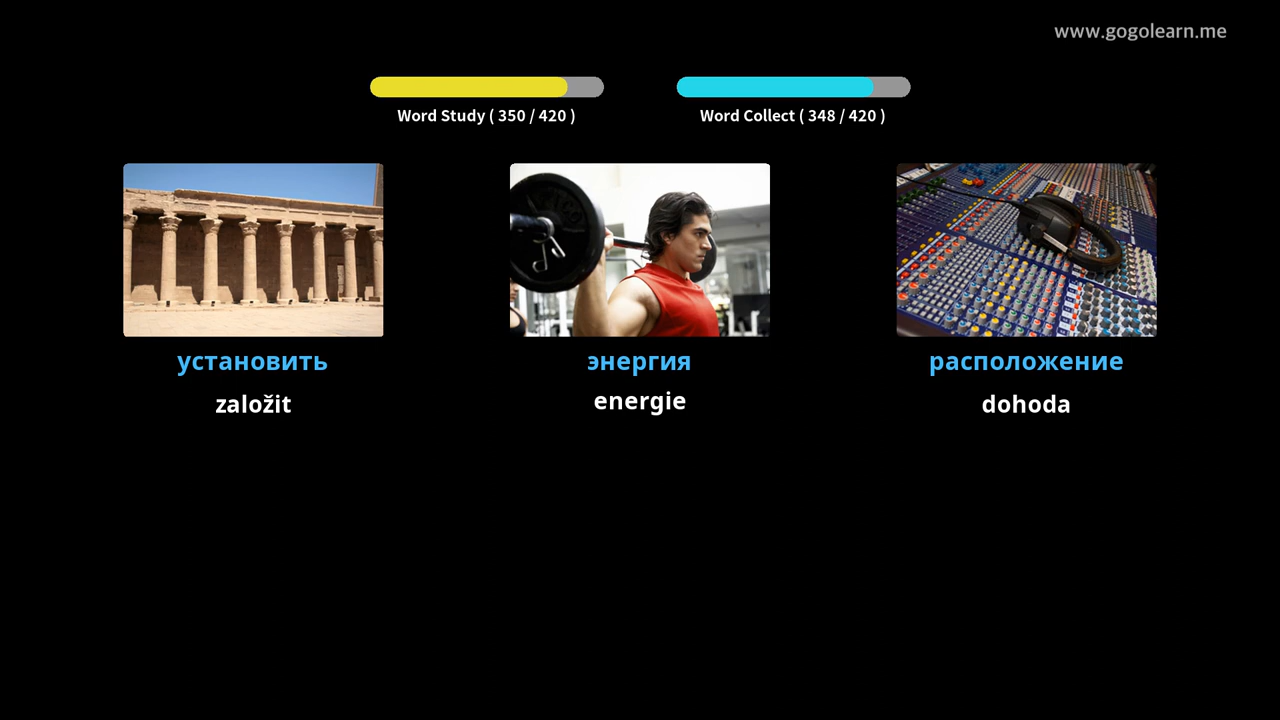 www.gogolearn.me
Word Study ( 350 / 420 )
Word Collect ( 348 / 420 )
установить
энергия
расположение
založit
energie
dohoda